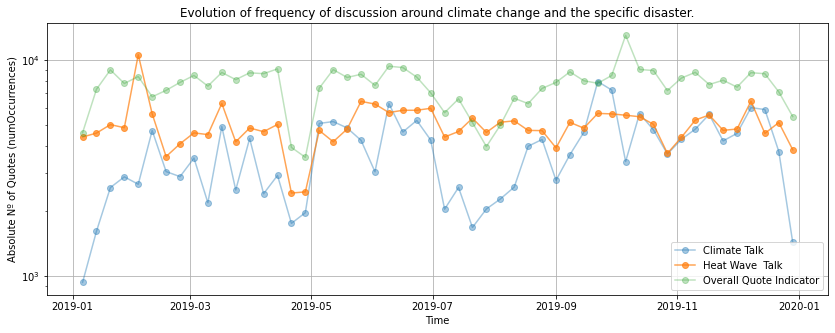 Evolution of frequency of discussion around climate change and the specific disaster.
Absolute Nº of Quotes (numOccurrences)
10⁴
10³
Climate Talk
Heat Wave  Talk
Overall Quote Indicator
2019-01
2019-03
2019-05
2019-07
2019-09
2019-11
2020-01
Time